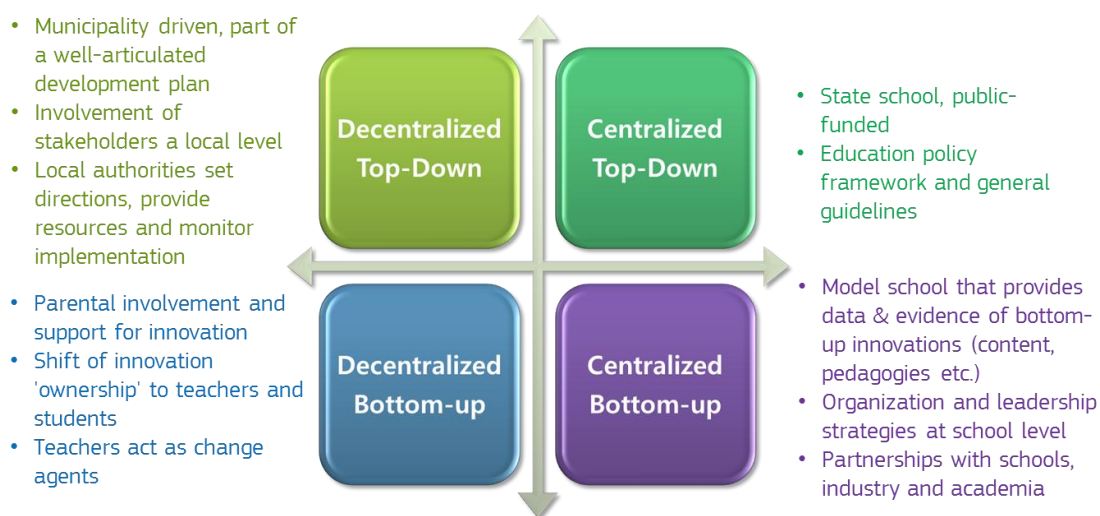 • Municipality driven, part of
a well-articulated
development plan
• Involvement of
stakeholders a local level
• Local authorities set
directions, provide
resources and monitor
implementation
Decentralized
Top-Down
Centralized
Top-Down
• State school, public-
funded
• Education policy
framework and general
guidelines
• Parental involvement and
support for innovation
• Shift of innovation
'ownership' to teachers and
students
• Teachers act as change
agents
Decentralized
Bottom-up
Centralized
Bottom-up
• Model school that provides
data & evidence of bottom-
up innovations (content,
pedagogies etc.)
• Organization and leadership
strategies at school level
• Partnerships with schools,
industry and academia